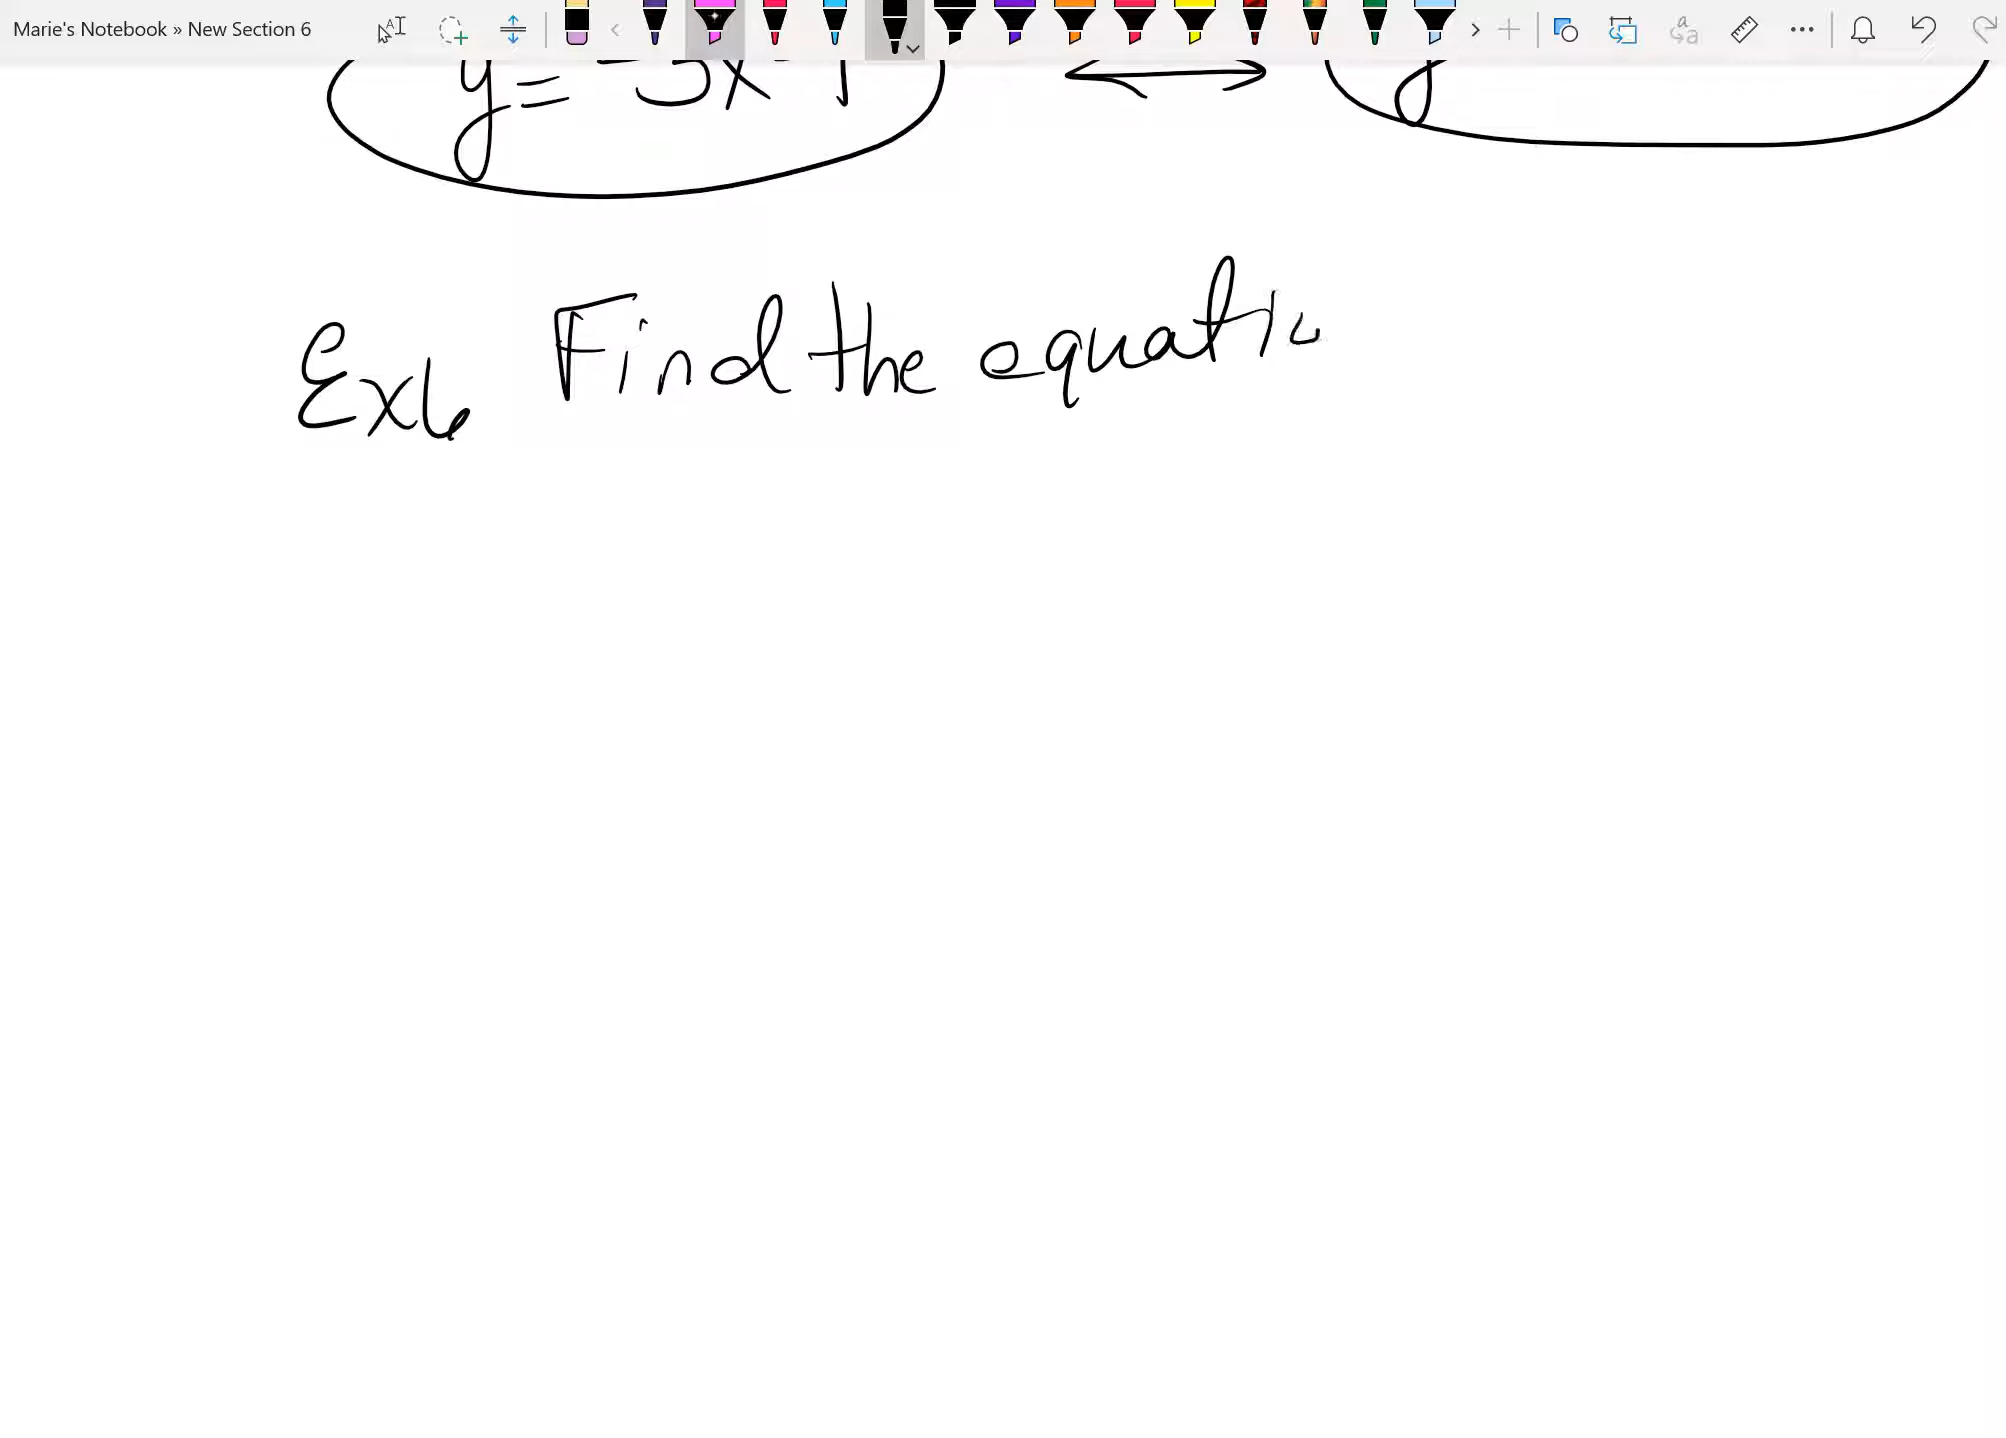 Marie's Notebook » New Section 6
y =
Ex6 Find the equatio